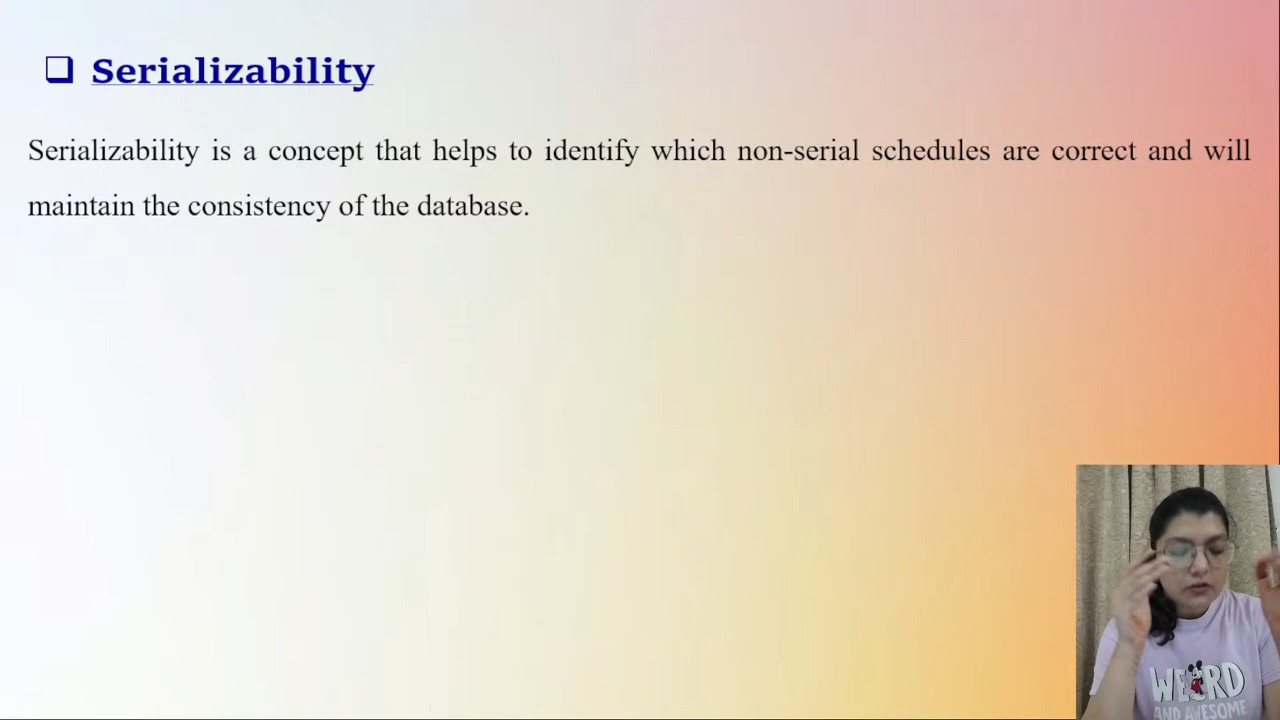 ❑ Serializability
Serializability is a concept that helps to identify which non-serial schedules are correct and will
maintain the consistency of the database.
WEIRD
AND AWESOME